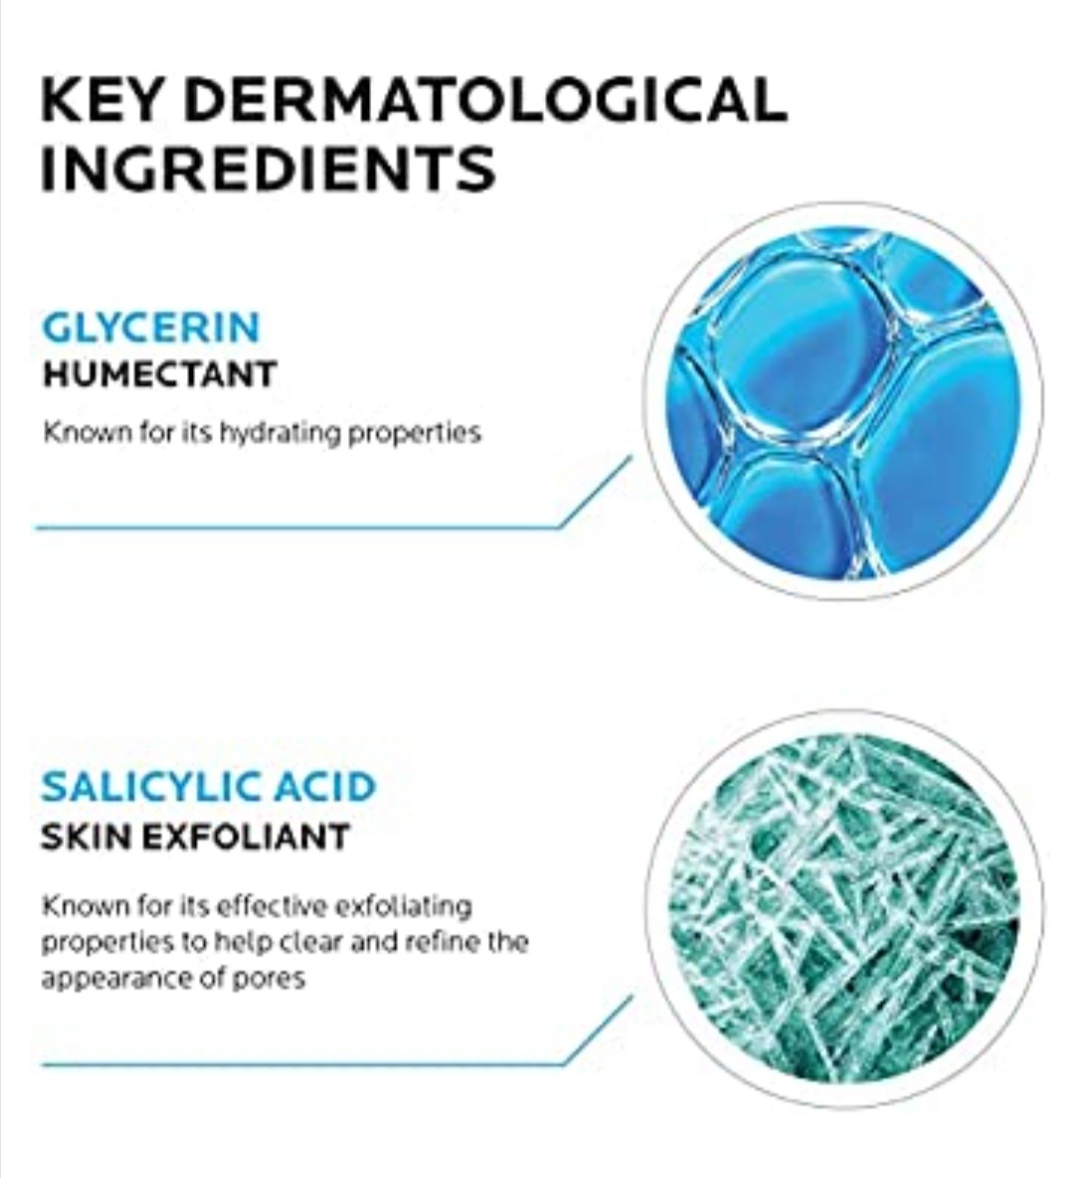 KEY DERMATOLOGICAL
INGREDIENTS
GLYCERIN
HUMECTANT
Known for its hydrating properties
SALICYLIC ACID
SKIN EXFOLIANT
Known for its effective exfoliating
properties to help clear and refine the
appearance of pores